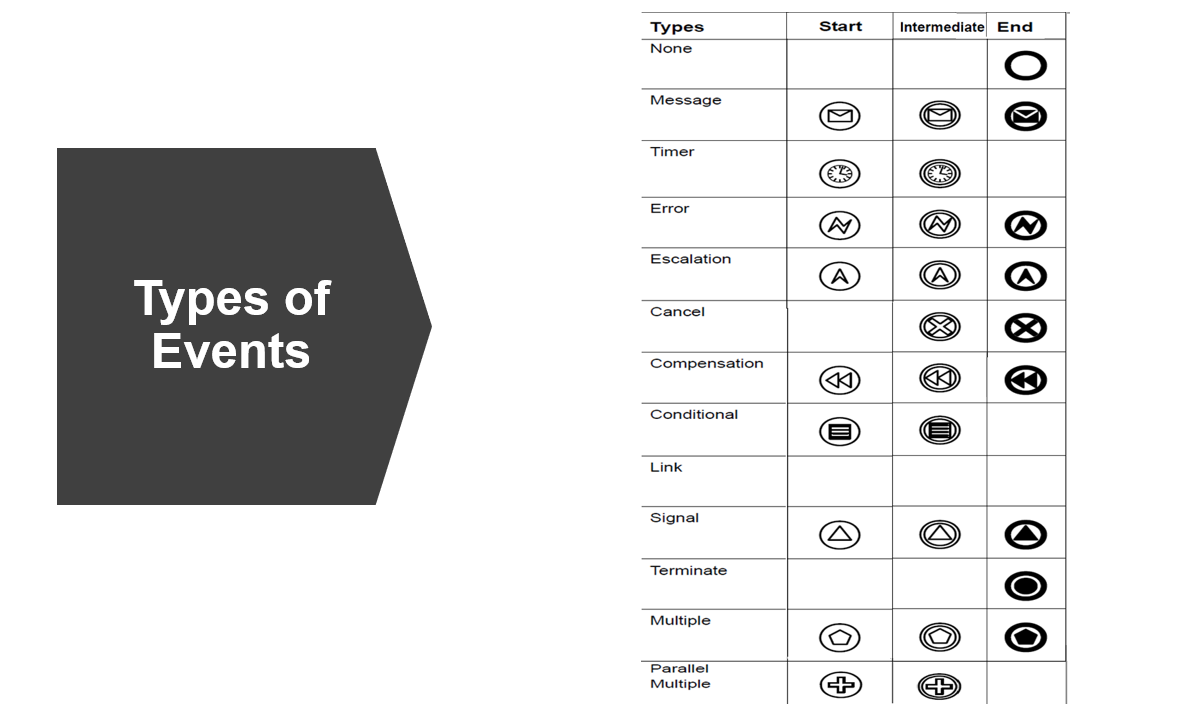 Types of
Events
Types Start Intermediate End
None
Message
Timer
Error
Escalation
Cancel
Compensation
Conditional
Link
Signal
Terminate
Multiple
Parallel
Multiple